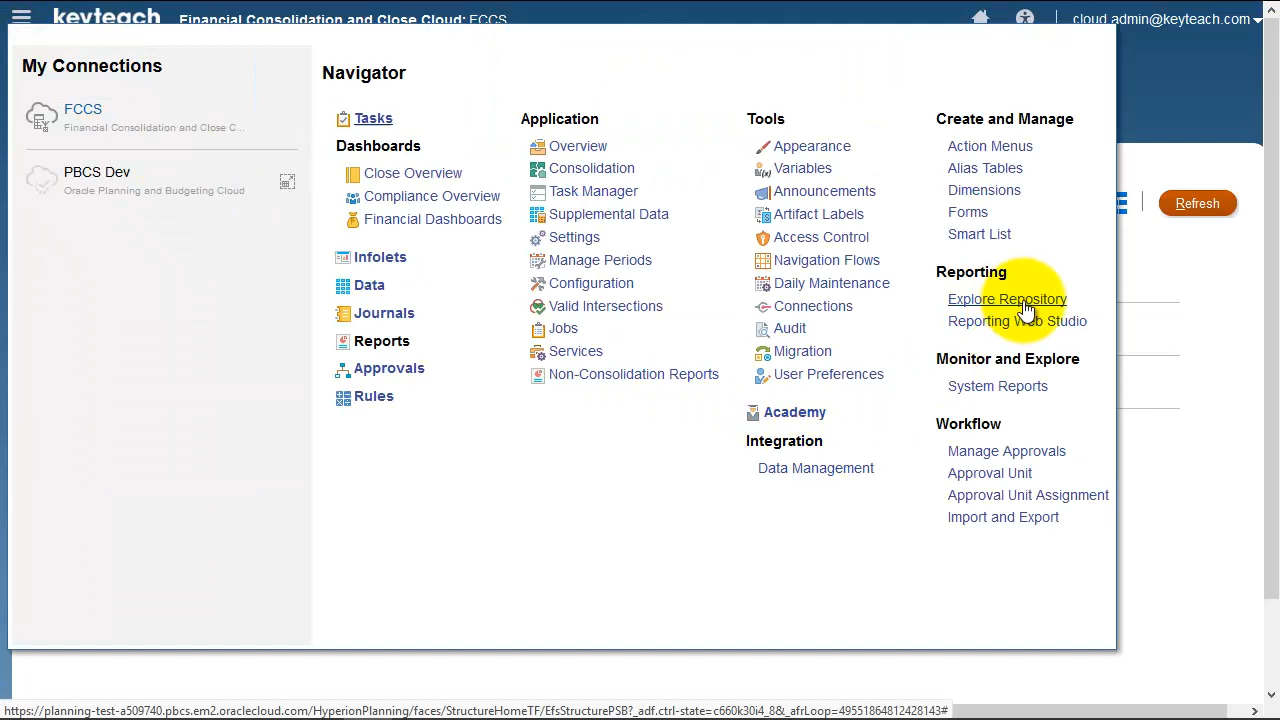 keyteach
Financial Consolidation and Close Cloud: FCCS
cloud.admin@keyteach.com
My Connections
FCCS
Financial Consolidation and Close C...
PBCS Dev
Oracle Planning and Budgeting Cloud
Navigator
Tasks
Dashboards
Close Overview
Compliance Overview
Financial Dashboards
Infolets
Data
Journals
Reports
Approvals
Rules
Application
Overview
Consolidation
Task Manager
Supplemental Data
Settings
Manage Periods
Configuration
Valid Intersections
Jobs
Services
Non-Consolidation Reports
Tools
Appearance
Variables
Announcements
Artifact Labels
Access Control
Navigation Flows
Daily Maintenance
Connections
Audit
Migration
User Preferences
Academy
Integration
Data Management
Create and Manage
Action Menus
Alias Tables
Dimensions
Forms
Smart List
Reporting
Explore Repository
Reporting Web Studio
Monitor and Explore
System Reports
Workflow
Manage Approvals
Approval Unit
Approval Unit Assignment
Import and Export
Refresh
https://planning-test-a509740.pbcs.em2.oraclecloud.com/HyperionPlanning/faces/StructureHomeTF/EfsStructurePSB?_adf.ctrl-state=c660k30i4_8&_afrLoop=49551864812428143#